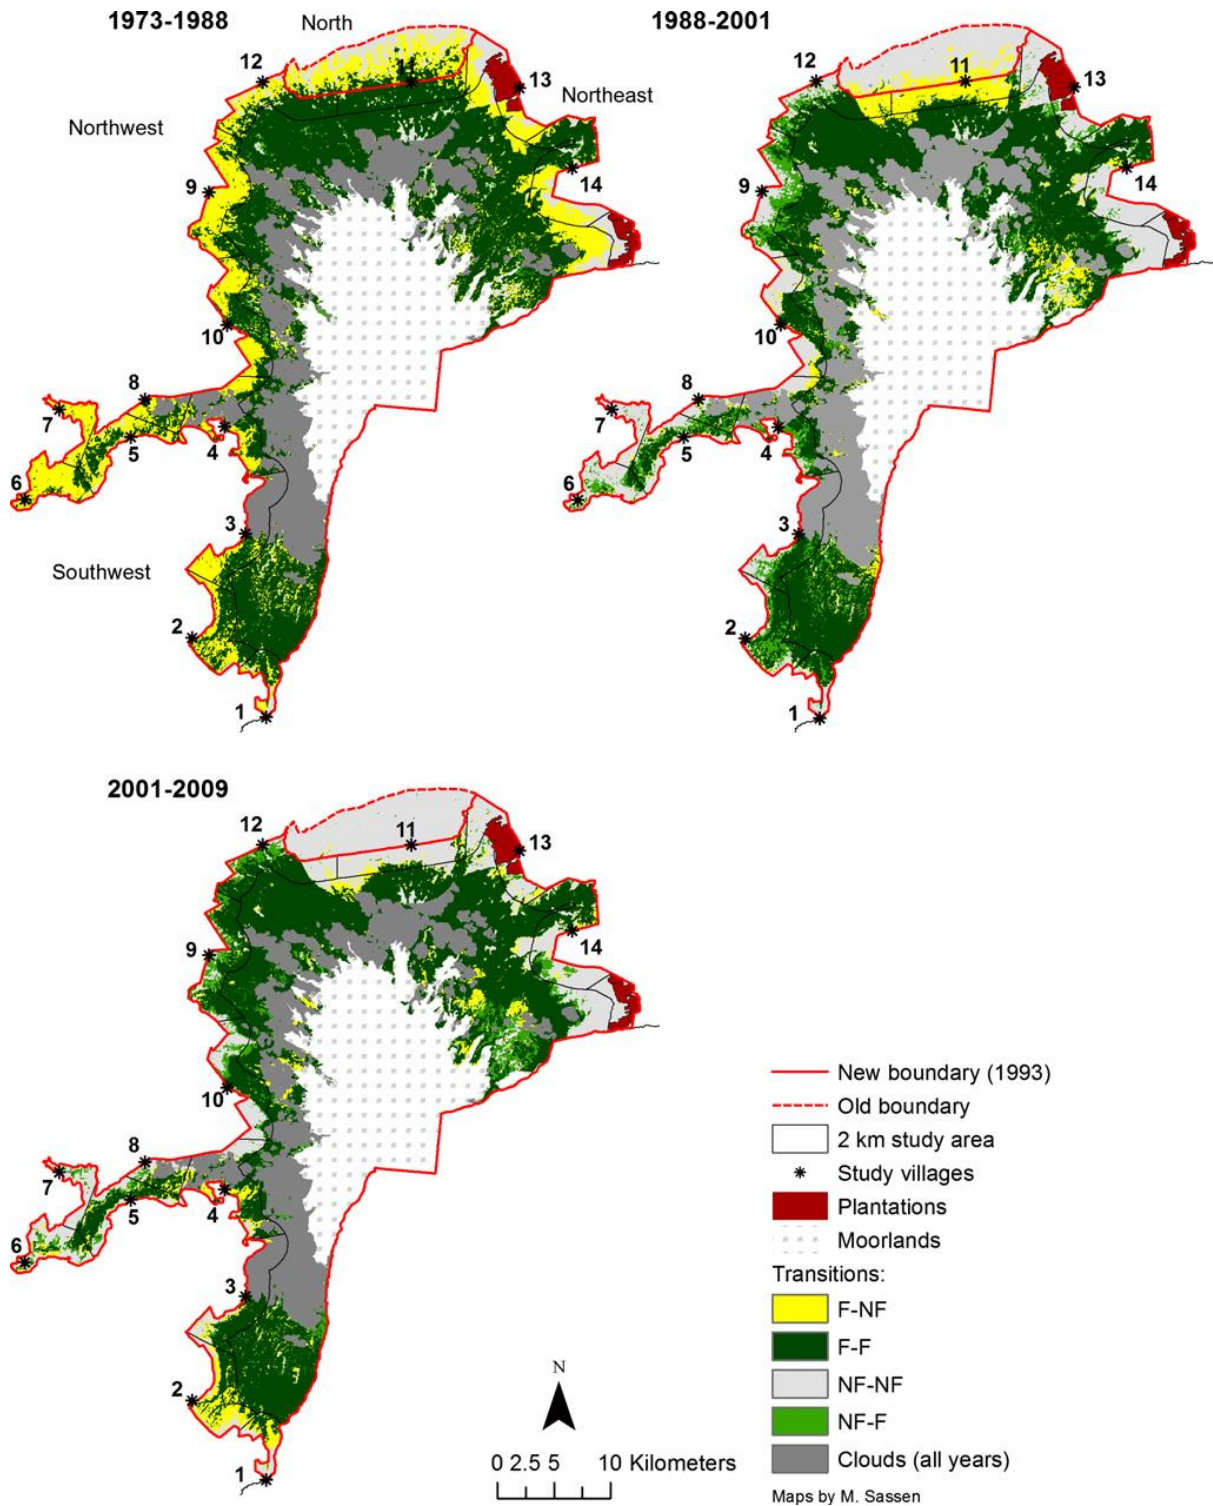 1973-1988
North
12
11
13
Northeast
Northwest
9
14
10
8
7
5
4
6
3
Southwest
2
1
1988-2001
12
11
13
9
14
10
8
7
5
4
6
3
2
1
2001-2009
12
11
13
9
14
10
8
7
5
4
6
3
2
1
New boundary (1993)
Old boundary
2 km study area
Study villages
Plantations
Moorlands
Transitions:
F-NF
F-F
NF-NF
NF-F
Clouds (all years)
Maps by M. Sassen
N
0 2.5 5 10 Kilometers